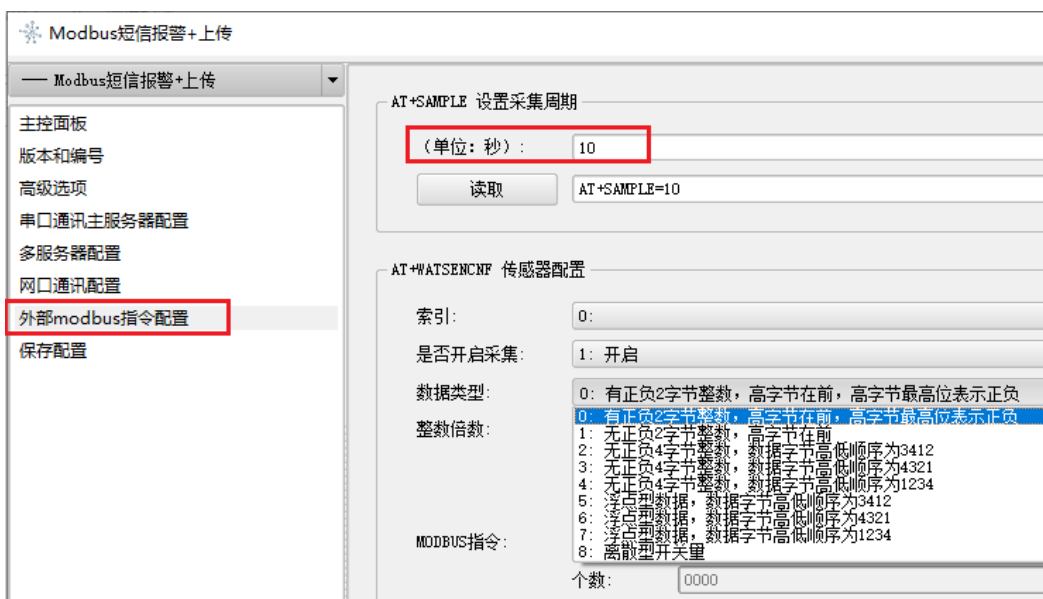 Modbus短信报警+上传
Modbus短信报警+上传
主控面板
版本和编号
高级选项
串口通讯主服务器配置
多服务器配置
网口通讯配置
外部modbus指令配置
保存配置
AT+SAMPLE 设置采集周期
(单位: 秒): 10
读取 AT+SAMPLE=10
AT+WATSENCNF 传感器配置
索引: 0:
是否开启采集: 1: 开启
数据类型: 0: 有正负2字节整数，高字节在前，高字节最高位表示正负
整数倍数:
0: 有正负2字节整数，高字节在前，高字节最高位表示正负
1: 无正负2字节整数，高字节在前
2: 无正负4字节整数，数据字节高低顺序为3412
3: 无正负4字节整数，数据字节高低顺序为4321
4: 无正负4字节整数，数据字节高低顺序为1234
5: 浮点型数据，数据字节高低顺序为3412
6: 浮点型数据，数据字节高低顺序为4321
7: 浮点型数据，数据字节高低顺序为1234
8: 离散型开关量
MODBUS指令:
个数: 0000